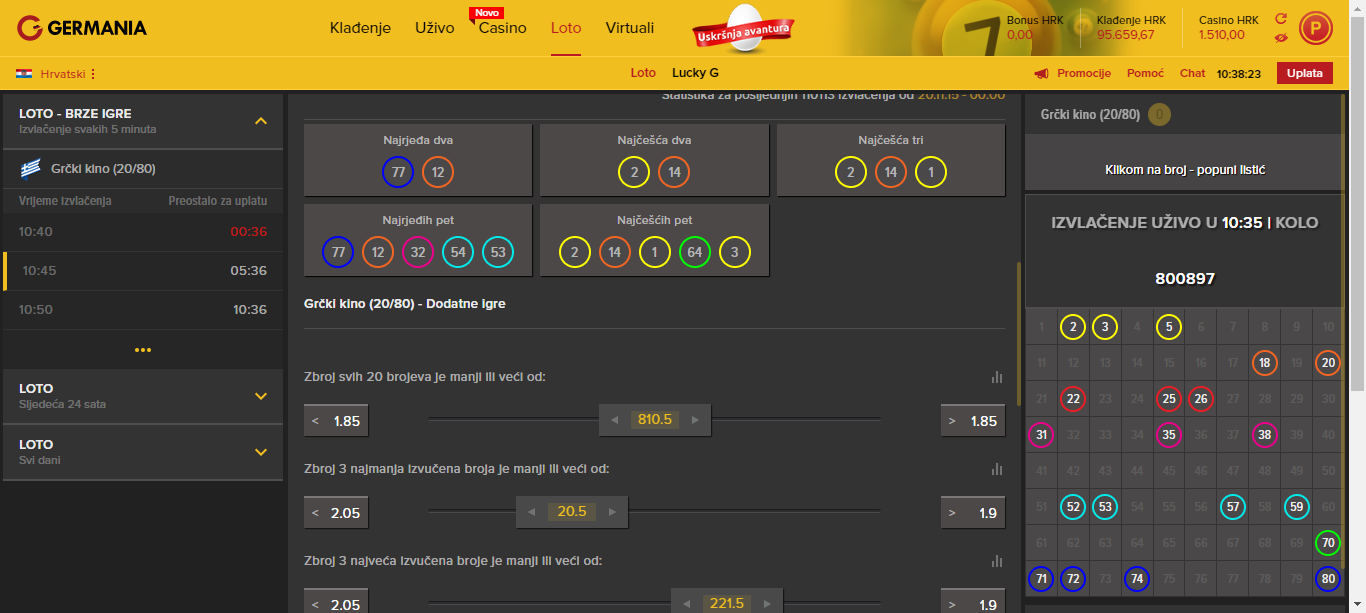 GERMANIA
Klađenje
Uživo
Novo
Casino
Loto
Virtuali
Uskršnja avantura
7
Bonus HRK
0,00
Klađenje HRK
95.659,67
Casino HRK
1.510,00
P
Hrvatski
Loto
Lucky G
Promocije
Pomoć
Chat
10:38:23
Uplata
LOTO - BRZE IGRE
Izvlačenje svakih 5 minuta
Grčki kino (20/80)
Vrijeme izvlačenja
Preostalo za uplatu
10:40
00:36
10:45
05:36
10:50
10:36
LOTO
Sljedeća 24 sata
LOTO
Svi dani
Statistika za posljednjih 110113 izvlačenja od 20.11.15 - 00:00
Najrjeđa dva
77 12
Najčešća dva
2 14
Najčešća tri
2 14 1
Najrjeđih pet
77 12 32 54 53
Najčešćih pet
2 14 1 64 3
Grčki kino (20/80) - Dodatne igre
Zbroj svih 20 brojeva je manji ili veći od:
< 1.85
810.5
> 1.85
Zbroj 3 najmanja izvučena broja je manji ili veći od:
< 2.05
20.5
> 1.9
Zbroj 3 najveća izvučena broje je manji ili veći od:
< 2.05
221.5
> 1.9
Grčki kino (20/80) 0
Klikom na broj - popuni listić
IZVLAČENJE UŽIVO U 10:35 | KOLO
800897
1 2 3 4 5 6 7 8 9 10
11 12 13 14 15 16 17 18 19 20
21 22 23 24 25 26 27 28 29 30
31 32 33 34 35 36 37 38 39 40
41 42 43 44 45 46 47 48 49 50
51 52 53 54 55 56 57 58 59 60
61 62 63 64 65 66 67 68 69 70
71 72 73 74 75 76 77 78 79 80